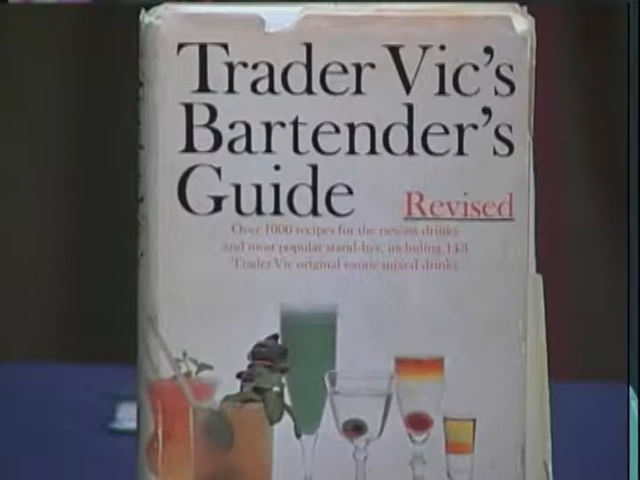 Trader Vic's
Bartender's
Guide Revised
Over 1000 recipes for the newest drinks
and most popular stand-bys, including 143
Trader Vic original exotic mixed drinks